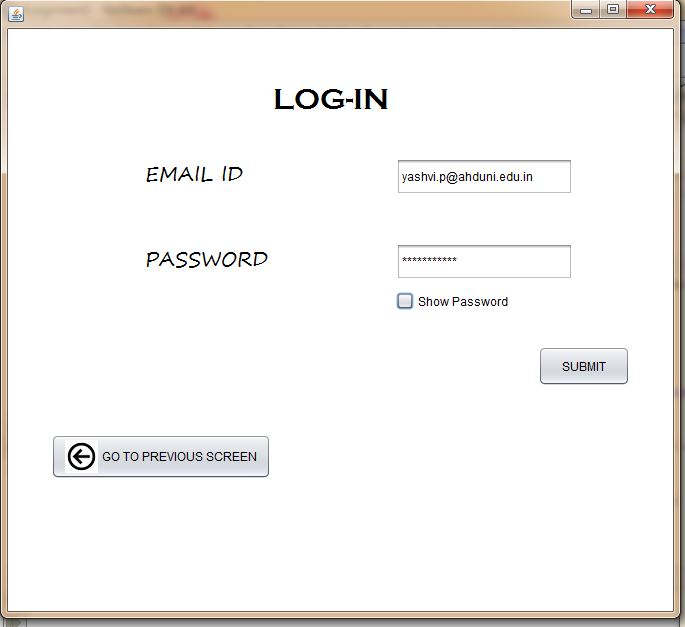 LOG-IN
EMAIL ID
yashvi.p@ahduni.edu.in
PASSWORD
***********
Show Password
SUBMIT
GO TO PREVIOUS SCREEN